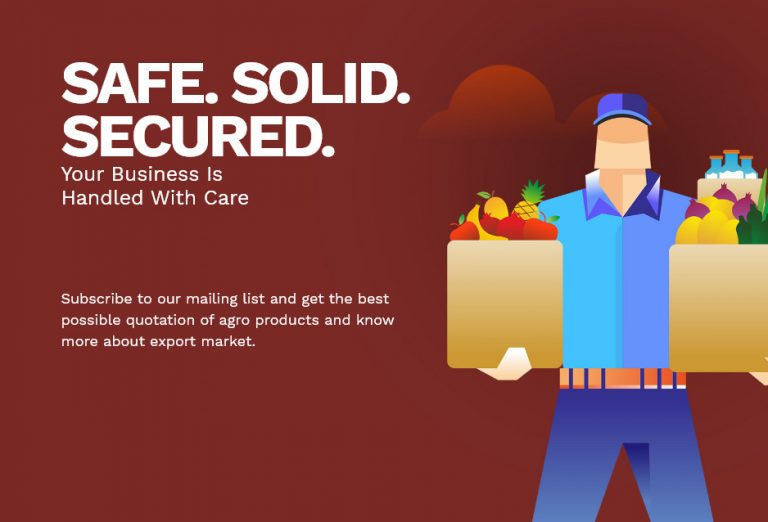 SAFE. SOLID.
SECURED.
Your Business Is
Handled With Care
Subscribe to our mailing list and get the best
possible quotation of agro products and know
more about export market.